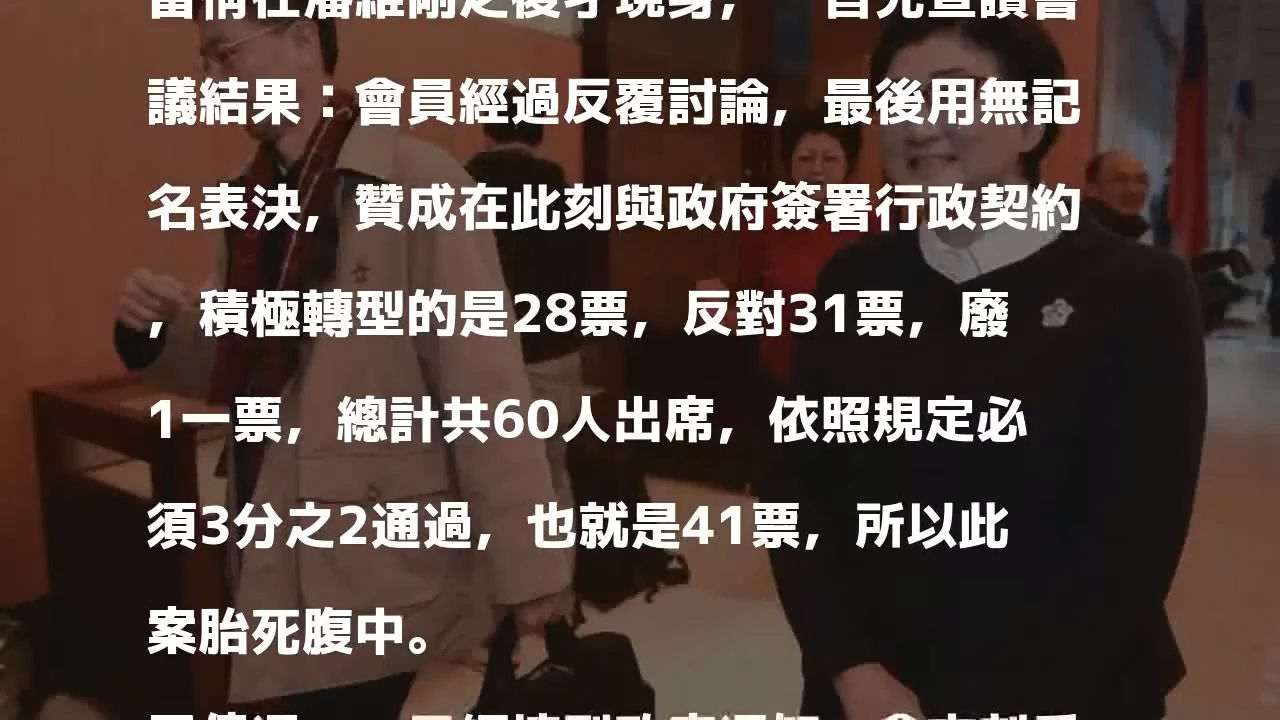 議結果：會員經過反覆討論，最後用無記
名表決，贊成在此刻與政府簽署行政契約
，積極轉型的是28票，反對31票，廢
1一票，總計共60人出席，依照規定必
須3分之2通過，也就是41票，所以此
案胎死腹中。